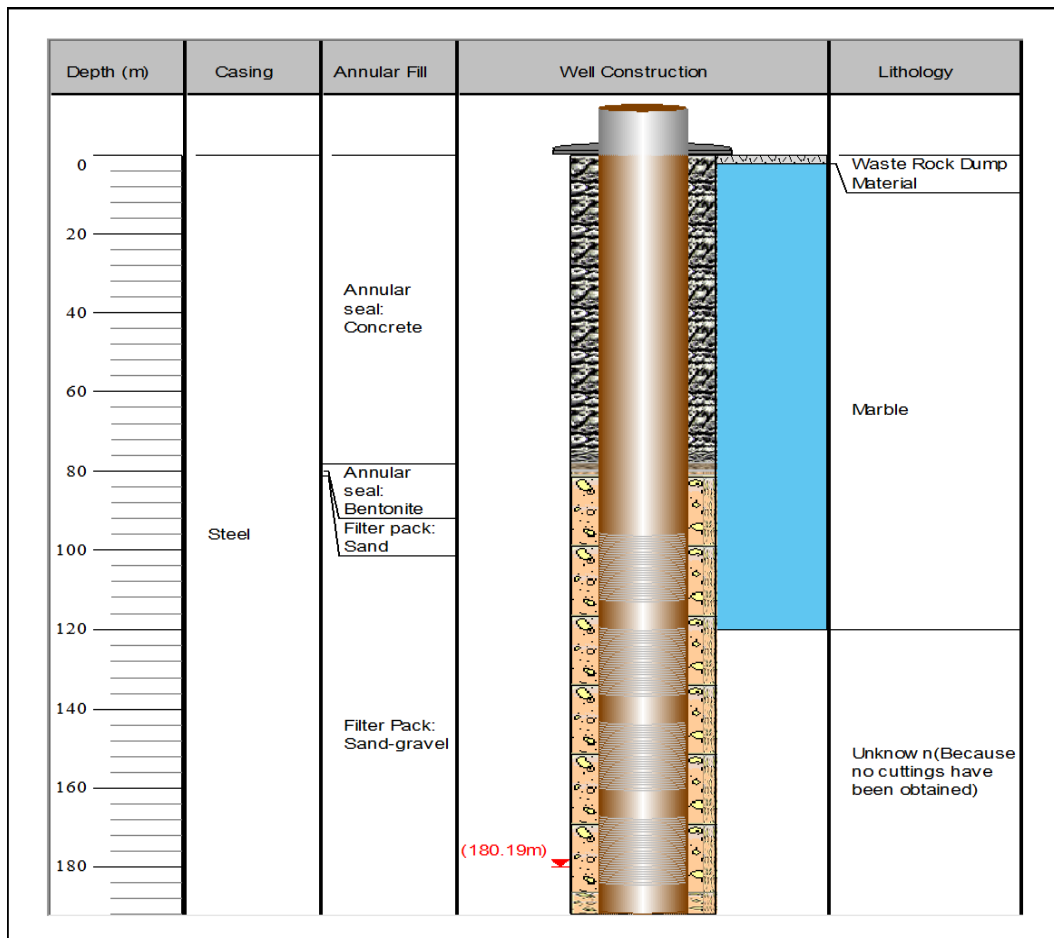 Depth (m)
Casing
Annular Fill
Well Construction
Lithology
0
20
40
60
80
100
120
140
160
180
Steel
Annular
seal:
Concrete
Annular
seal:
Bentonite
Filter pack:
Sand
Filter Pack:
Sand-gravel
(180.19m)
Waste Rock Dump
Material
Marble
Unknown(Because
no cuttings have
been obtained)